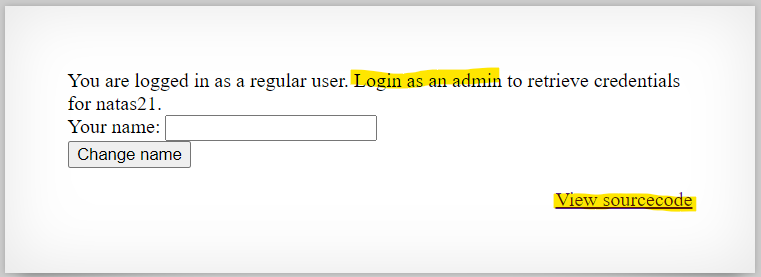 You are logged in as a regular user. Login as an admin to retrieve credentials
for natas21.
Your name:
Change name
View sourcecode